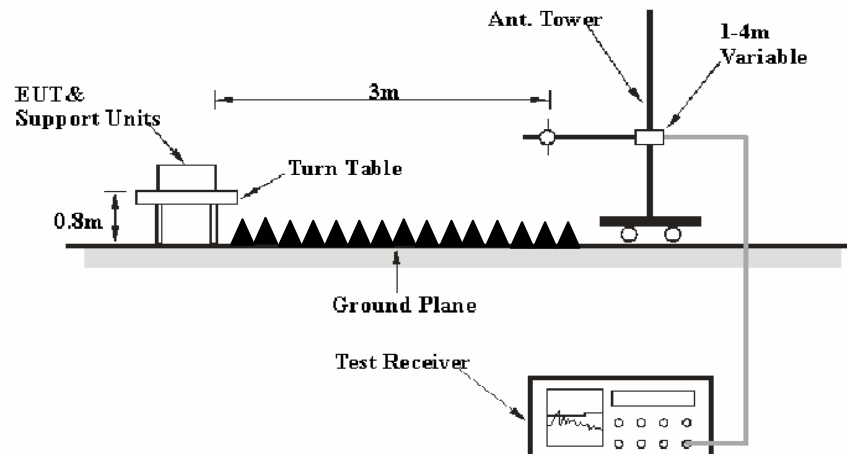 Ant. Tower
1-4m
Variable
3m
EUT &
Support Units
Turn Table
0.8m
Ground Plane
Test Receiver